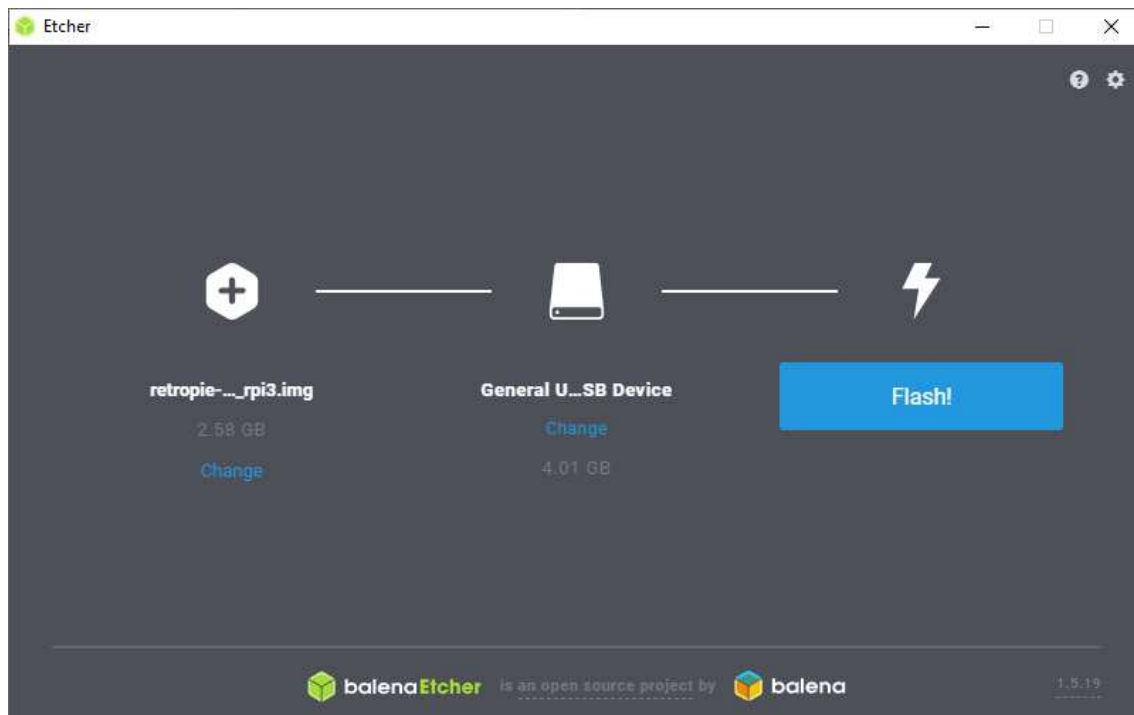 Etcher
retropie-..._rpi3.img
2.58 GB
Change
General U...SB Device
Change
4.01 GB
Flash!
balenaEtcher is an open source project by balena
1.5.19